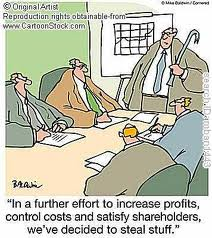 © Mike Baldwin / Cornered
© Original Artist
Reproduction rights obtainable from
www.CartoonStock.com
BALDWIN
"In a further effort to increase profits,
control costs and satisfy shareholders,
we've decided to steal stuff."